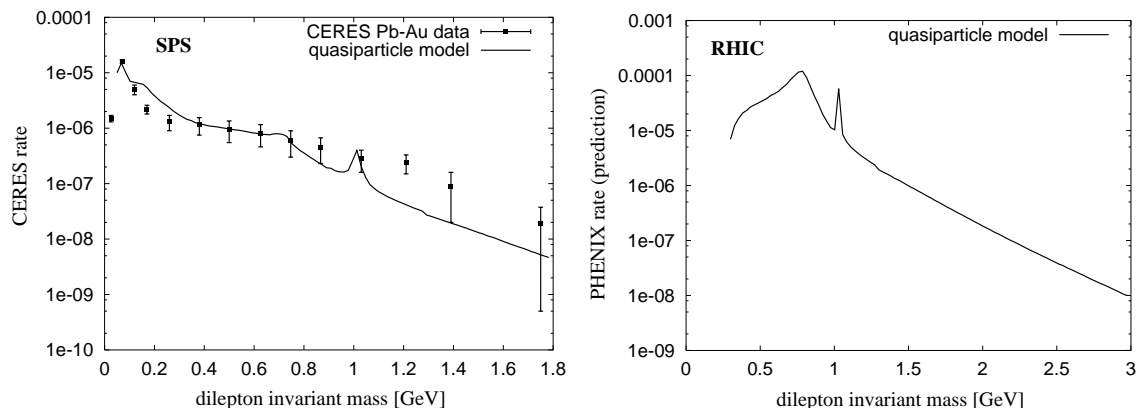 0.0001
1e-05
1e-06
1e-07
1e-08
1e-09
1e-10
CERES rate
SPS
CERES Pb-Au data
quasiparticle model
0 0.2 0.4 0.6 0.8 1 1.2 1.4 1.6 1.8
dilepton invariant mass [GeV]
0.001
0.0001
1e-05
1e-06
1e-07
1e-08
1e-09
PHENIX rate (prediction)
RHIC
quasiparticle model
0 0.5 1 1.5 2 2.5 3
dilepton invariant mass [GeV]